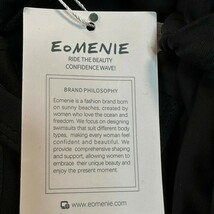 EOMENIE
RIDE THE BEAUTY
CONFIDENCE WAVE!
BRAND PHILOSOPHY
Eomenie is a fashion brand born
on sunny beaches, created by
women who love the ocean and
freedom. We focus on designing
swimsuits that suit different body
types, making every woman feel
confident and beautiful. We
provide comprehensive shaping
and support, allowing women to
embrace their unique beauty and
enjoy the present moment.
www.eomenie.com